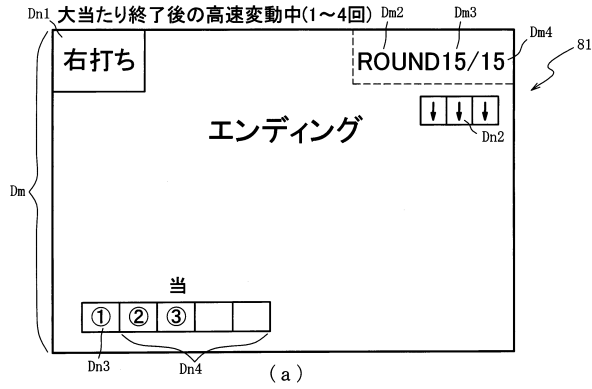 Dn1 大当たり終了後の高速変動中(1〜4回) Dm2 Dm3
Dm4
右打ち
ROUND15/15
81
エンディング
↓ ↓ ↓
Dn2
Dm
当
① ② ③
Dn3
Dn4
(a)